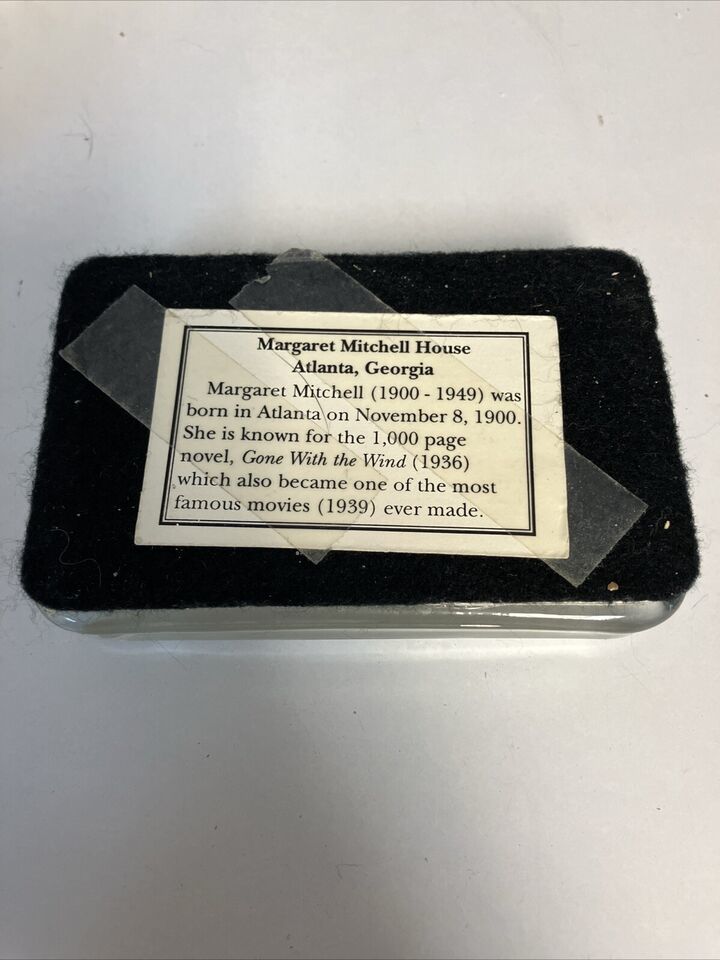 Margaret Mitchell House
Atlanta, Georgia
Margaret Mitchell (1900 - 1949) was
born in Atlanta on November 8, 1900.
She is known for the 1,000 page
novel, Gone With the Wind (1936)
which also became one of the most
famous movies (1939) ever made.